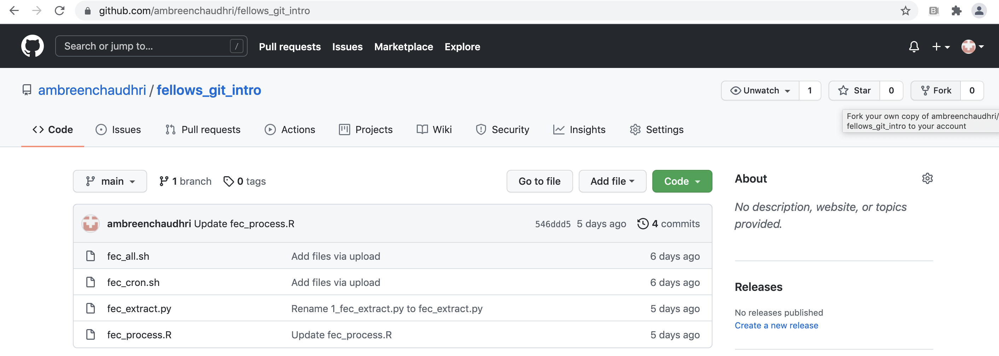 github.com/ambreenchaudhri/fellows_git_intro
Search or jump to... /
Pull requests Issues Marketplace Explore
ambreenchaudhri / fellows_git_intro
Unwatch 1 Star 0 Fork 0
Fork your own copy of ambreenchaudhri/
fellows_git_intro to your account
Code Issues Pull requests Actions Projects Wiki Security Insights Settings
main 1 branch 0 tags
Go to file Add file Code
ambreenchaudhri Update fec_process.R 546ddd5 5 days ago 4 commits
fec_all.sh Add files via upload 6 days ago
fec_cron.sh Add files via upload 6 days ago
fec_extract.py Rename 1_fec_extract.py to fec_extract.py 5 days ago
fec_process.R Update fec_process.R 5 days ago
About
No description, website, or topics
provided.
Releases
No releases published
Create a new release